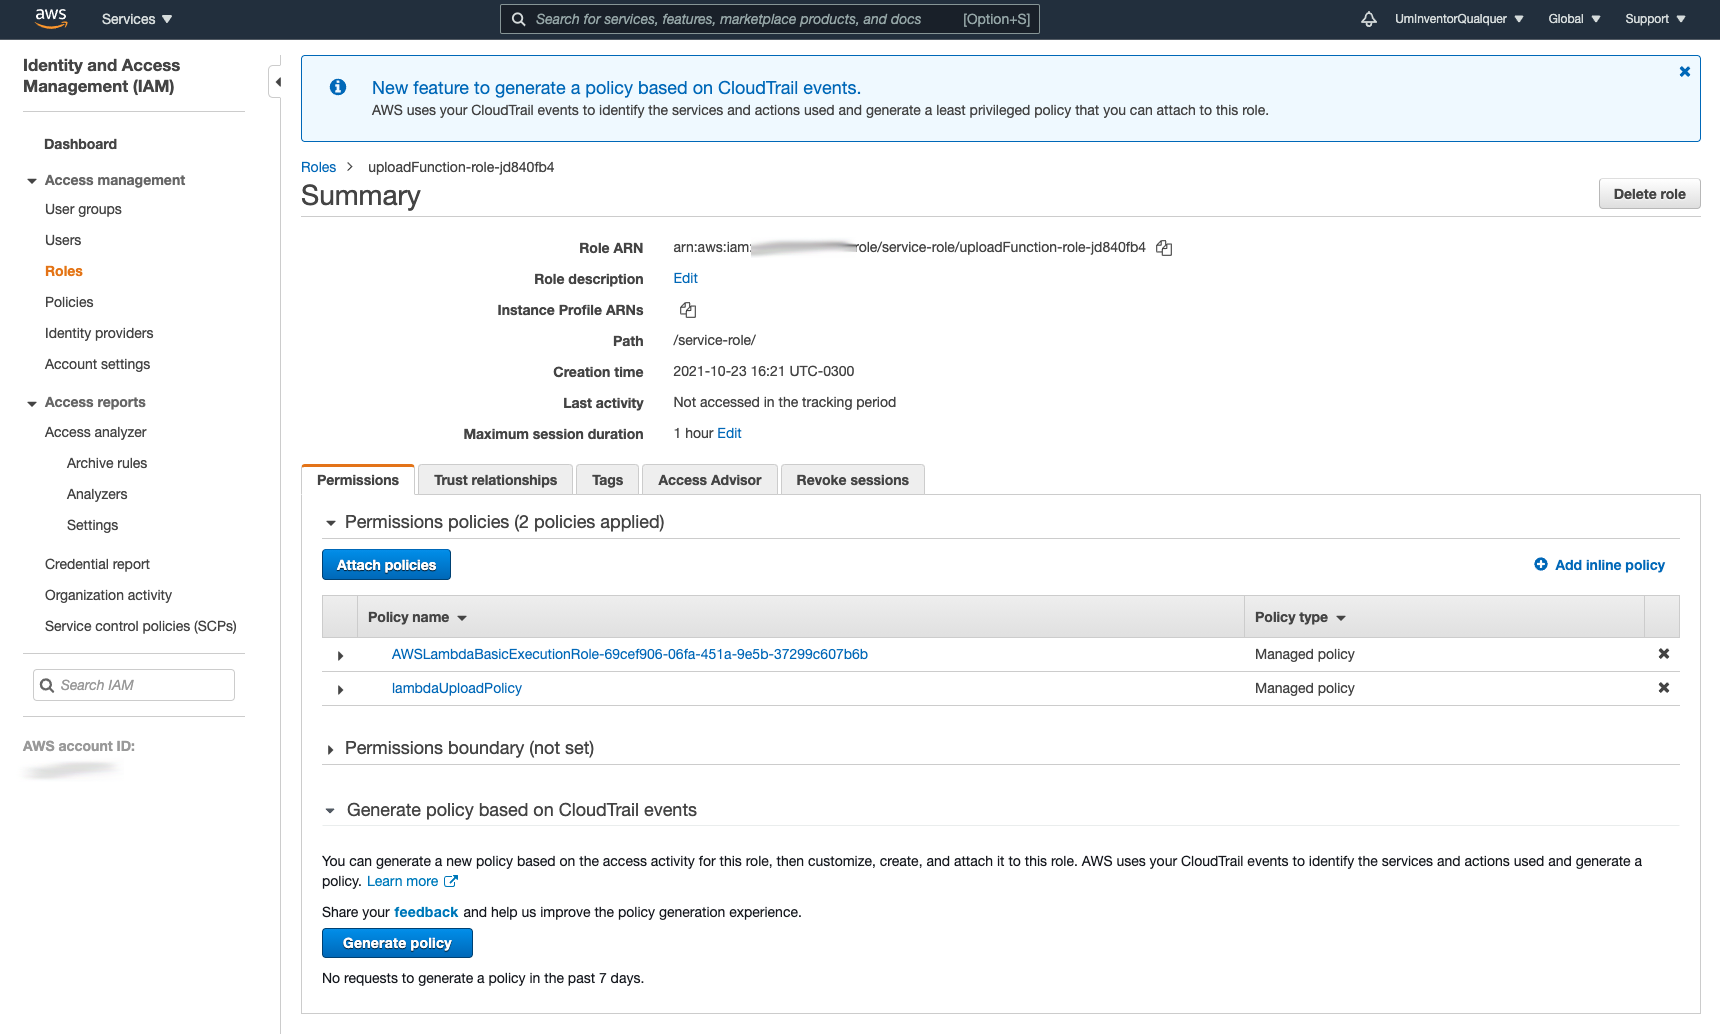 aws
Services
Search for services, features, marketplace products, and docs [Option+S]
UmInventorQualquer
Global
Support
Identity and Access
Management (IAM)
Dashboard
Access management
User groups
Users
Roles
Policies
Identity providers
Account settings
Access reports
Access analyzer
Archive rules
Analyzers
Settings
Credential report
Organization activity
Service control policies (SCPs)
Search IAM
AWS account ID:
New feature to generate a policy based on CloudTrail events.
AWS uses your CloudTrail events to identify the services and actions used and generate a least privileged policy that you can attach to this role.
Roles > uploadFunction-role-jd840fb4
Summary
Delete role
Role ARN arn:aws:iam: role/service-role/uploadFunction-role-jd840fb4
Role description Edit
Instance Profile ARNs
Path /service-role/
Creation time 2021-10-23 16:21 UTC-0300
Last activity Not accessed in the tracking period
Maximum session duration 1 hour Edit
Permissions
Trust relationships
Tags
Access Advisor
Revoke sessions
Permissions policies (2 policies applied)
Attach policies
Add inline policy
Policy name Policy type
AWSLambdaBasicExecutionRole-69cef906-06fa-451a-9e5b-37299c607b6b Managed policy
lambdaUploadPolicy Managed policy
Permissions boundary (not set)
Generate policy based on CloudTrail events
You can generate a new policy based on the access activity for this role, then customize, create, and attach it to this role. AWS uses your CloudTrail events to identify the services and actions used and generate a
policy. Learn more
Share your feedback and help us improve the policy generation experience.
Generate policy
No requests to generate a policy in the past 7 days.